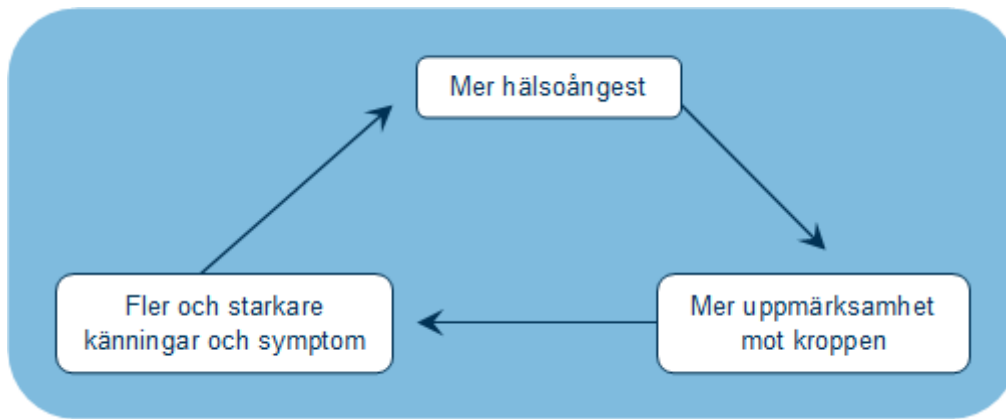 Mer hälsoångest
Fler och starkare
känningar och symptom
Mer uppmärksamhet
mot kroppen